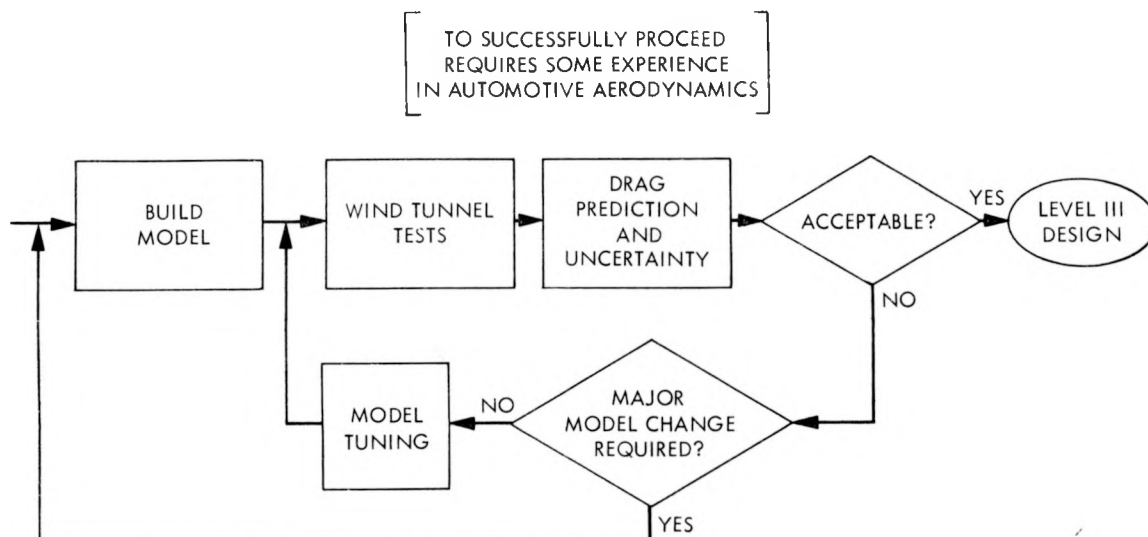 TO SUCCESSFULLY PROCEED
REQUIRES SOME EXPERIENCE
IN AUTOMOTIVE AERODYNAMICS
BUILD
MODEL
WIND TUNNEL
TESTS
DRAG
PREDICTION
AND
UNCERTAINTY
ACCEPTABLE?
YES
LEVEL III
DESIGN
NO
MAJOR
MODEL CHANGE
REQUIRED?
NO
MODEL
TUNING
YES